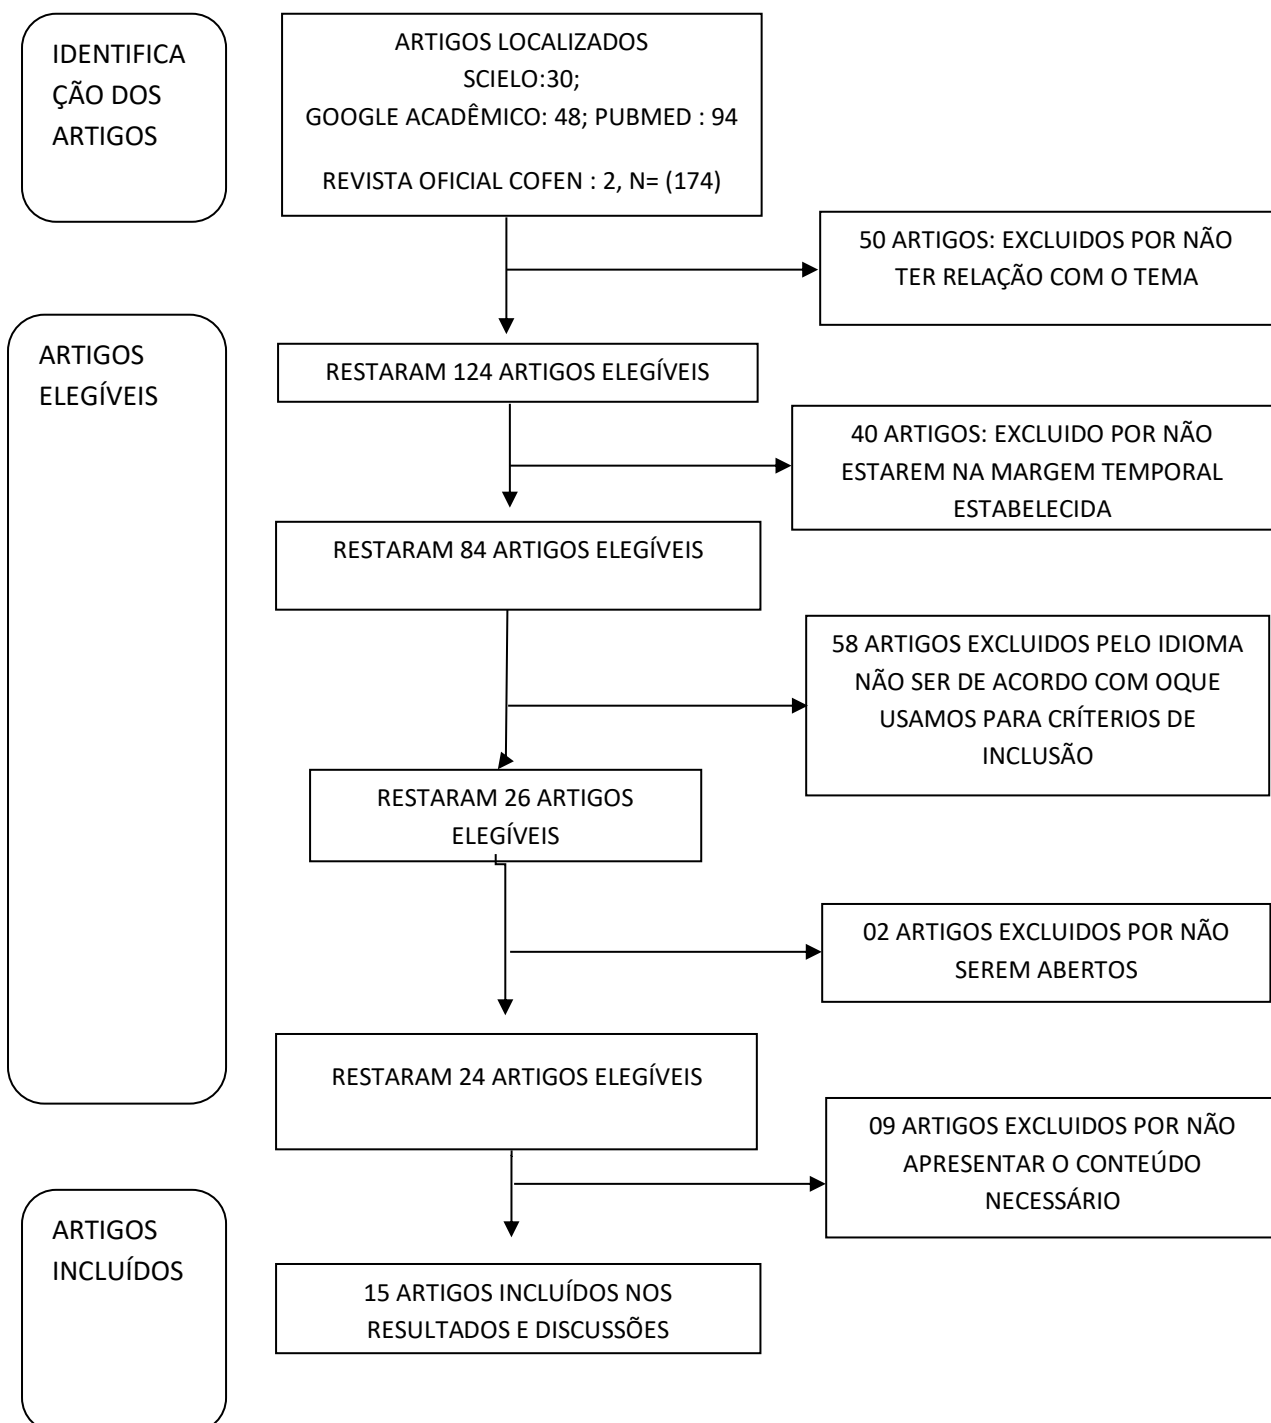 IDENTIFICA
ÇÃO DOS
ARTIGOS
ARTIGOS LOCALIZADOS
SCIELO:30;
GOOGLE ACADÊMICO: 48; PUBMED : 94
REVISTA OFICIAL COFEN : 2, N= (174)
50 ARTIGOS: EXCLUIDOS POR NÃO
TER RELAÇÃO COM O TEMA
ARTIGOS
ELEGÍVEIS
RESTARAM 124 ARTIGOS ELEGÍVEIS
40 ARTIGOS: EXCLUIDO POR NÃO
ESTAREM NA MARGEM TEMPORAL
ESTABELECIDA
RESTARAM 84 ARTIGOS ELEGÍVEIS
58 ARTIGOS EXCLUIDOS PELO IDIOMA
NÃO SER DE ACORDO COM OQUE
USAMOS PARA CRÍTERIOS DE
INCLUSÃO
RESTARAM 26 ARTIGOS
ELEGÍVEIS
02 ARTIGOS EXCLUIDOS POR NÃO
SEREM ABERTOS
RESTARAM 24 ARTIGOS ELEGÍVEIS
09 ARTIGOS EXCLUIDOS POR NÃO
APRESENTAR O CONTEÚDO
NECESSÁRIO
ARTIGOS
INCLUÍDOS
15 ARTIGOS INCLUÍDOS NOS
RESULTADOS E DISCUSSÕES